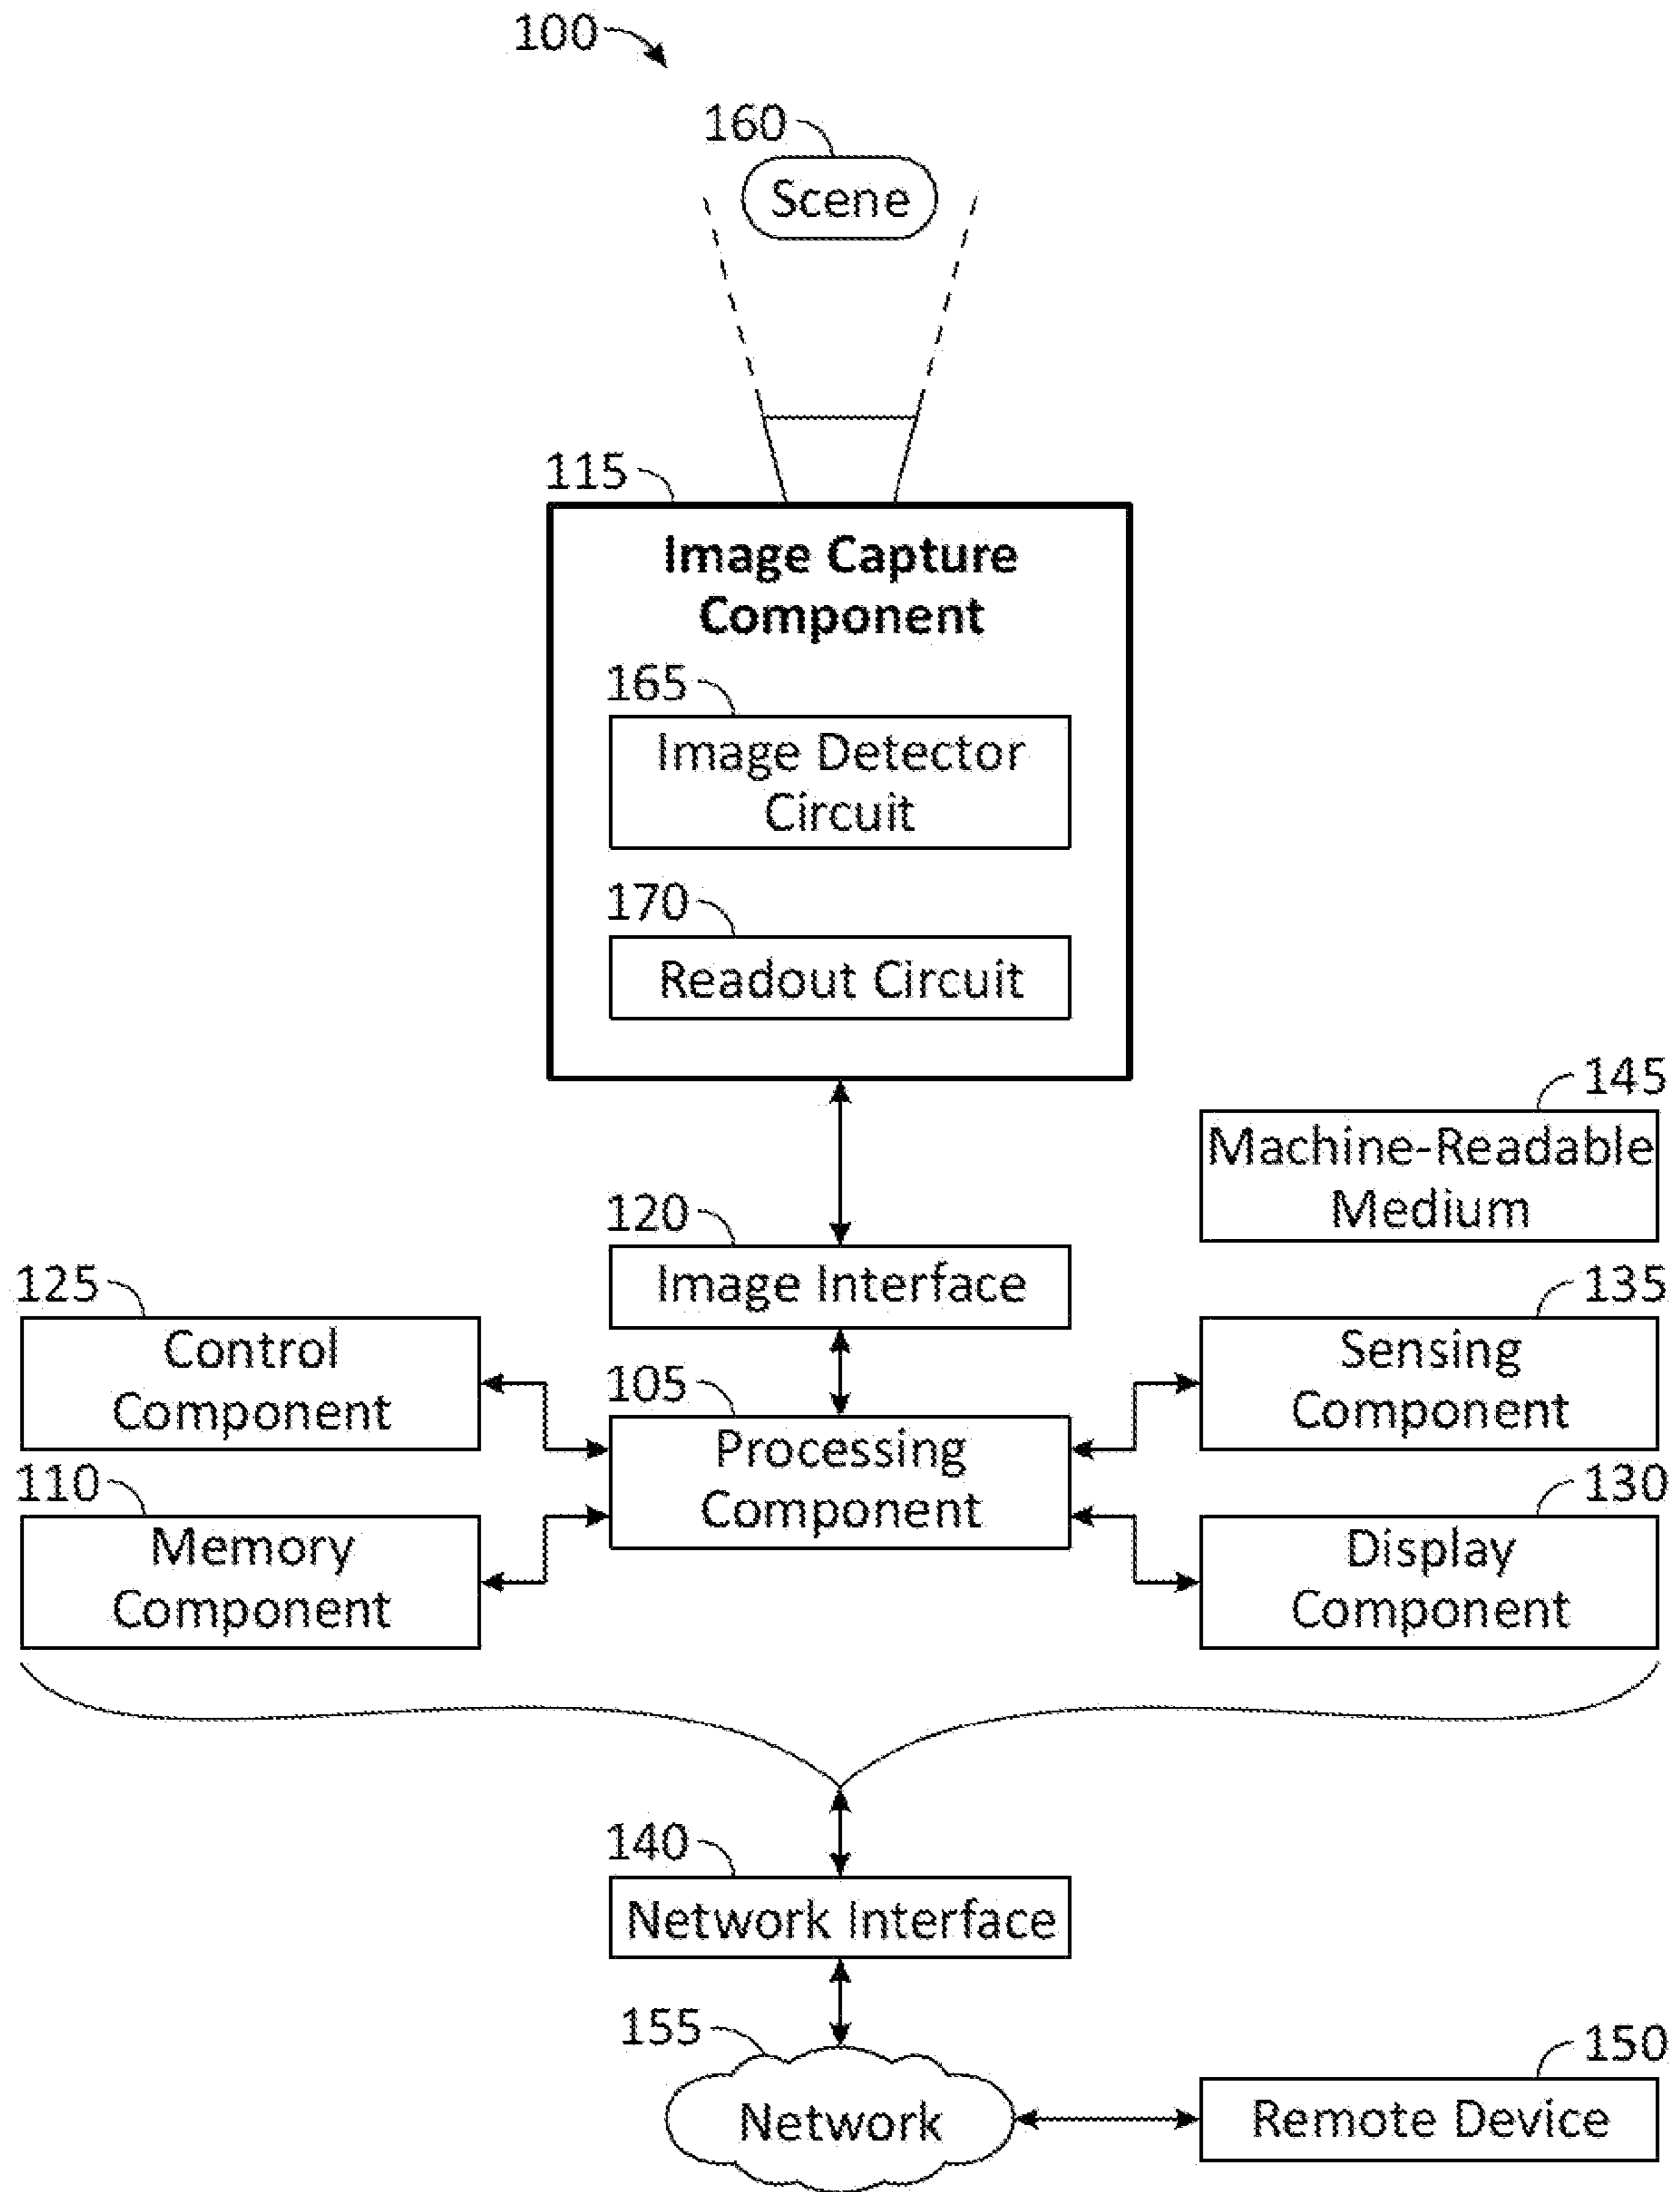 100
160
Scene
115
Image Capture
Component
165
Image Detector
Circuit
170
Readout Circuit
145
Machine-Readable
Medium
120
Image Interface
125
Control
Component
135
Sensing
Component
105
Processing
Component
110
Memory
Component
130
Display
Component
140
Network Interface
155
Network
150
Remote Device